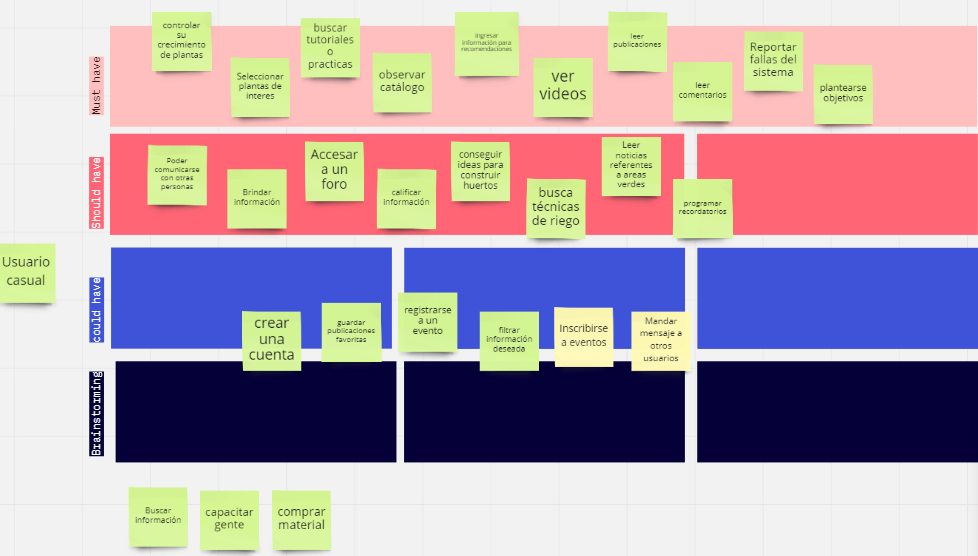 Must have
controlar
su
crecimiento
de plantas
Seleccionar
plantas de
interes
buscar
tutoriales
o
practicas
observar
catálogo
Ingresar
información para
recomendaciones
ver
videos
leer
publicaciones
leer
comentarios
Reportar
fallas del
sistema
plantearse
objetivos
Should have
Poder
comunicarse
con otras
personas
Brindar
información
Accesar
a un
foro
calificar
información
conseguir
ideas para
construir
huertos
busca
técnicas
de riego
Leer
noticias
referentes
a areas
verdes
programar
recordatorios
Usuario
casual
could have
crear
una
cuenta
guardar
publicaciones
favoritas
registrarse
a un
evento
filtrar
información
deseada
Inscribirse
a eventos
Mandar
mensaje a
otros
usuarios
Brainstorming
Buscar
información
capacitar
gente
comprar
material